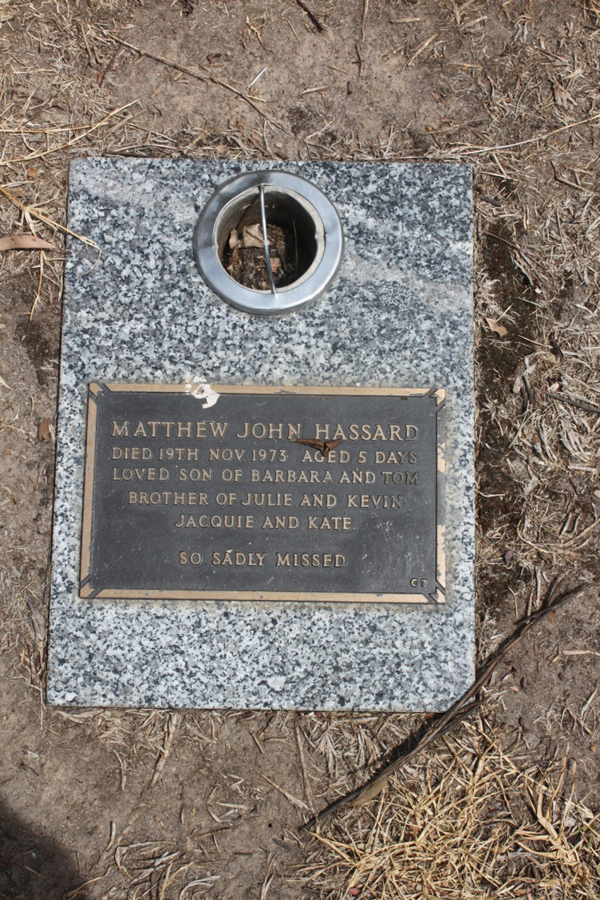 MATTHEW JOHN HASSARD
DIED 19TH NOV. 1973 AGED 5 DAYS
LOVED SON OF BARBARA AND TOM
BROTHER OF JULIE AND KEVIN
JACQUIE AND KATE
SO SADLY MISSED
C7